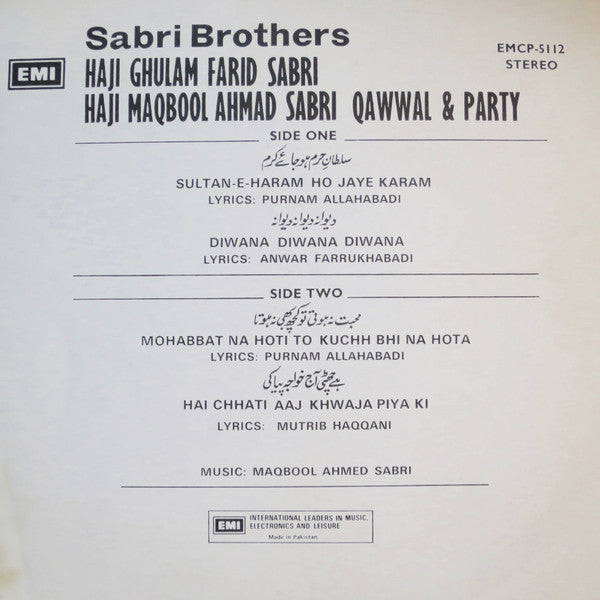 Sabri Brothers
EMCP-5112
STEREO
EMI
HAJI GHULAM FARID SABRI
HAJI MAQBOOL AHMAD SABRI QAWWAL & PARTY
SIDE ONE
سلطانِ حرم ہو جائے کرم
SULTAN-E-HARAM HO JAYE KARAM
LYRICS: PURNAM ALLAHABADI
دیوانہ دیوانہ دیوانہ
DIWANA DIWANA DIWANA
LYRICS: ANWAR FARRUKHABADI
SIDE TWO
محبت نہ ہوتی تو کچھ بھی نہ ہوتا
MOHABBAT NA HOTI TO KUCHH BHI NA HOTA
LYRICS: PURNAM ALLAHABADI
ہے چھٹی آج خواجہ پیا کی
HAI CHHATI AAJ KHWAJA PIYA KI
LYRICS: MUTRIB HAQQANI
MUSIC: MAQBOOL AHMED SABRI
EMI
INTERNATIONAL LEADERS IN MUSIC,
ELECTRONICS AND LEISURE
Made in Pakistan